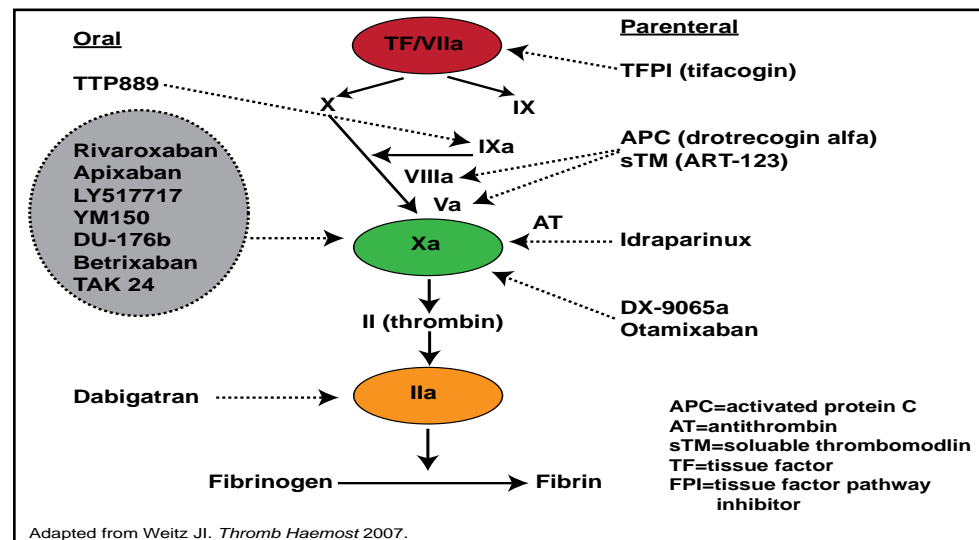 Oral
TTP889
Rivaroxaban
Apixaban
LY517717
YM150
DU-176b
Betrixaban
TAK 24
Dabigatran
TF/VIIa
X
IX
IXa
VIIIa
Va
AT
Xa
II (thrombin)
IIa
Fibrinogen
Fibrin
Parenteral
TFPI (tifacogin)
APC (drotrecogin alfa)
sTM (ART-123)
Idraparinux
DX-9065a
Otamixaban
APC=activated protein C
AT=antithrombin
sTM=soluable thrombomodlin
TF=tissue factor
FPI=tissue factor pathway
inhibitor
Adapted from Weitz JI. Thromb Haemost 2007.